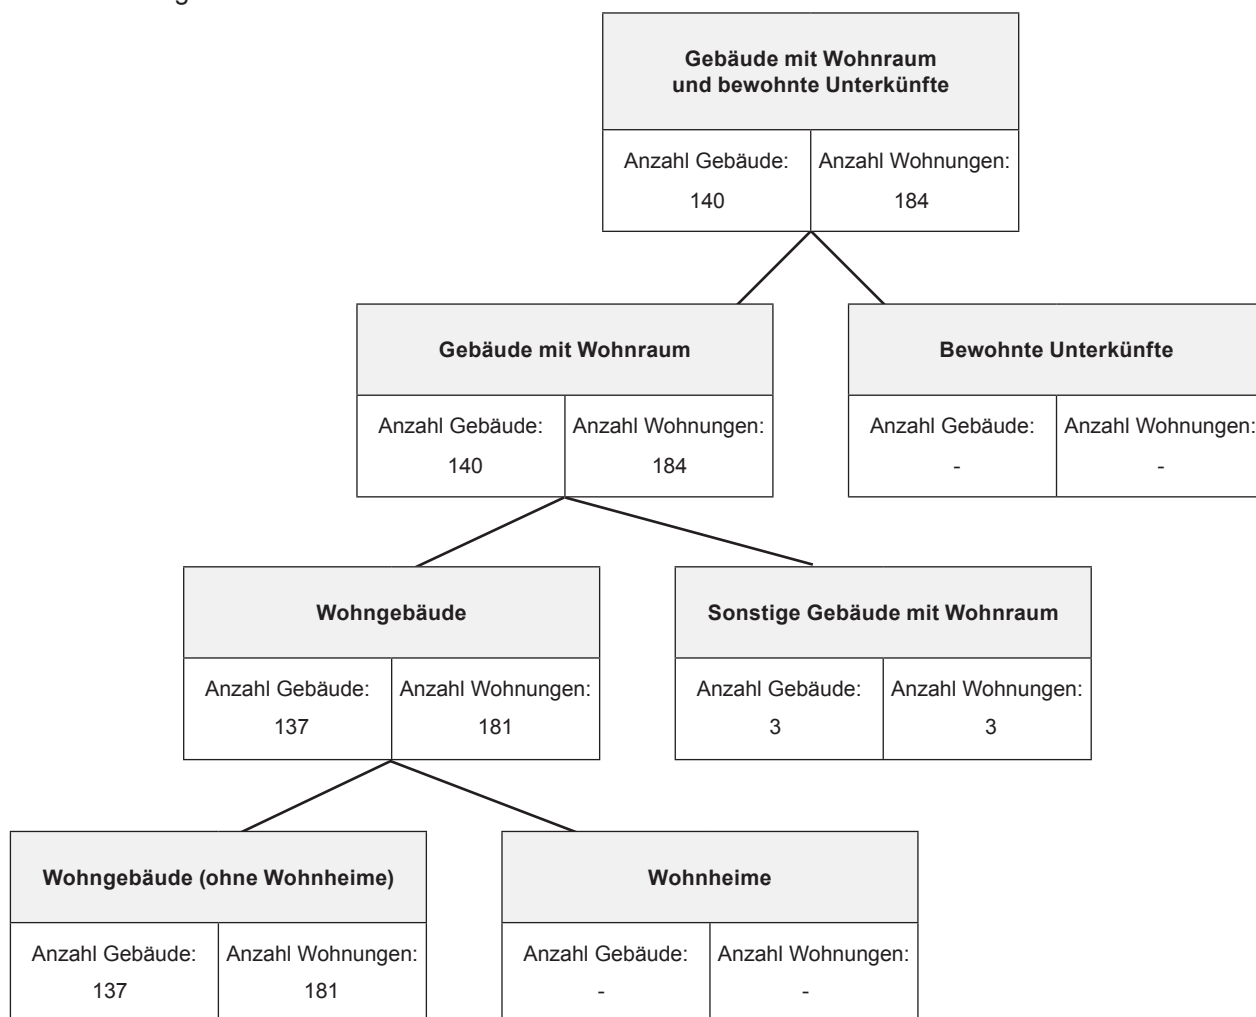 Gebäude mit Wohnraum
und bewohnte Unterkünfte
Anzahl Gebäude: Anzahl Wohnungen:
140 184
Gebäude mit Wohnraum
Bewohnte Unterkünfte
Anzahl Gebäude: Anzahl Wohnungen:
140 184
Anzahl Gebäude: Anzahl Wohnungen:
- -
Wohngebäude
Sonstige Gebäude mit Wohnraum
Anzahl Gebäude: Anzahl Wohnungen:
137 181
Anzahl Gebäude: Anzahl Wohnungen:
3 3
Wohngebäude (ohne Wohnheime)
Wohnheime
Anzahl Gebäude: Anzahl Wohnungen:
137 181
Anzahl Gebäude: Anzahl Wohnungen:
- -